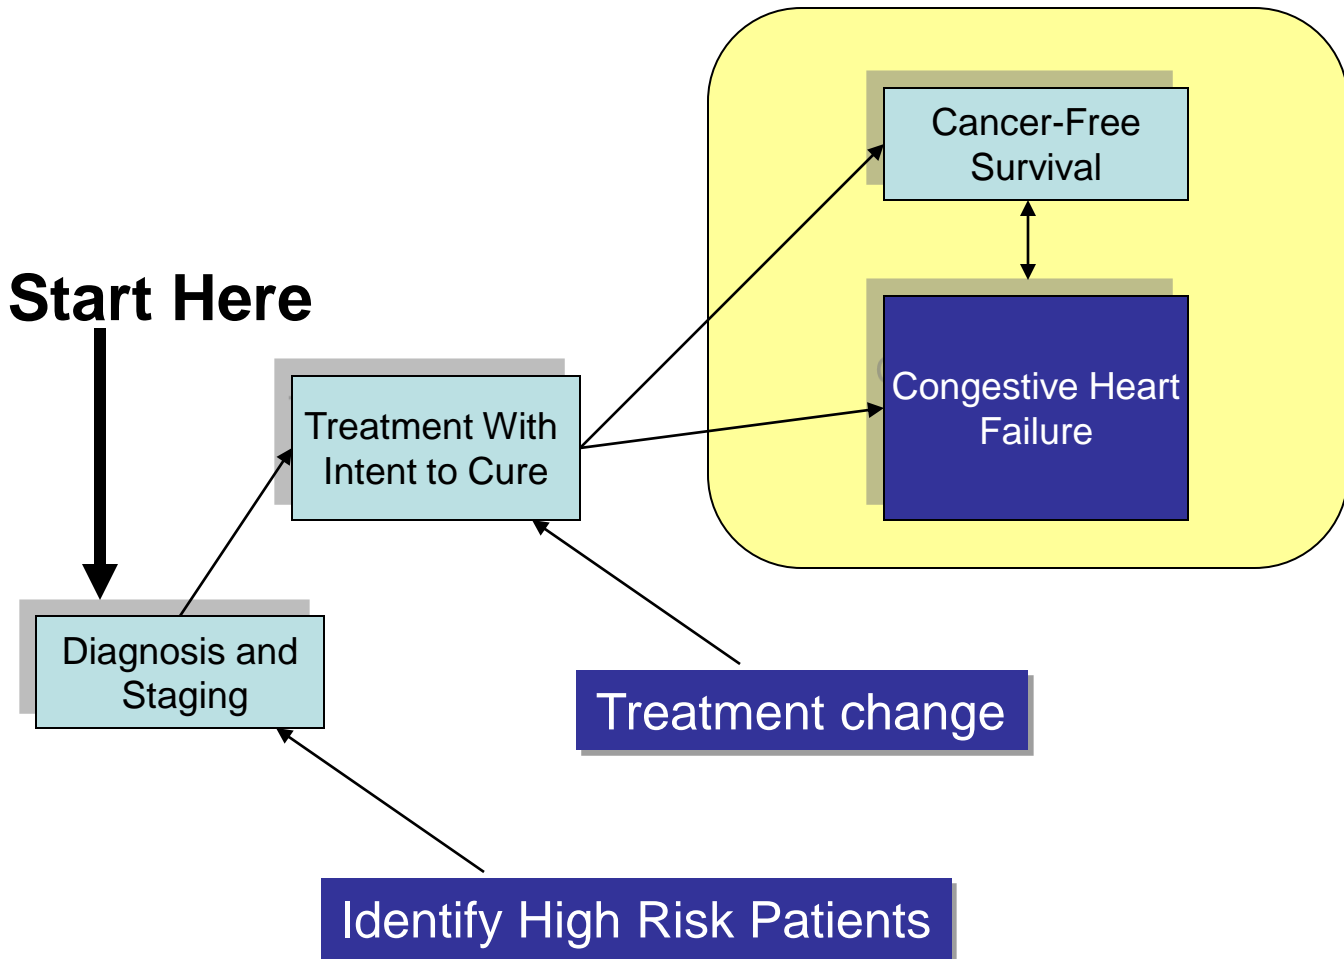 Cancer-Free
Survival
Start Here
Congestive Heart
Failure
Treatment With
Intent to Cure
Diagnosis and
Staging
Treatment change
Identify High Risk Patients